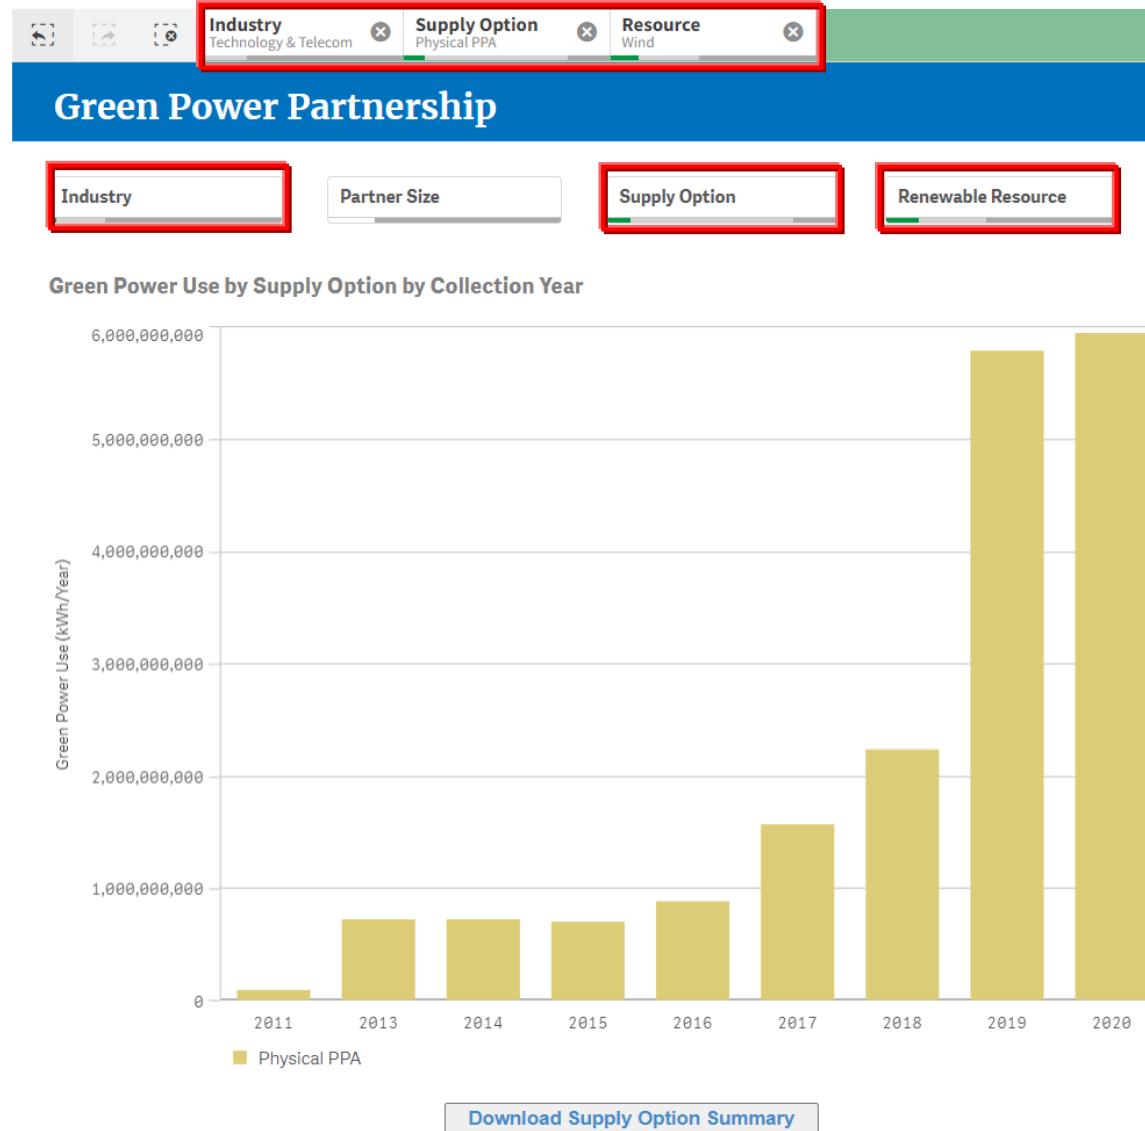 Industry
Technology & Telecom
Supply Option
Physical PPA
Resource
Wind
Green Power Partnership
Industry
Partner Size
Supply Option
Renewable Resource
Green Power Use by Supply Option by Collection Year
Green Power Use (kWh/Year)
6,000,000,000
5,000,000,000
4,000,000,000
3,000,000,000
2,000,000,000
1,000,000,000
0
2011 2013 2014 2015 2016 2017 2018 2019 2020
Physical PPA
Download Supply Option Summary